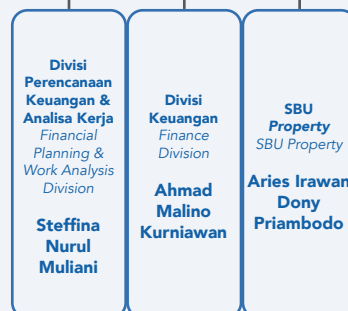 Divisi
Perencanaan
Keuangan &
Analisa Kerja
Financial
Planning &
Work Analysis
Division
Steffina
Nurul
Muliani
Divisi
Keuangan
Finance
Division
Ahmad
Malino
Kurniawan
SBU
Property
SBU Property
Aries Irawan
Dony
Priambodo